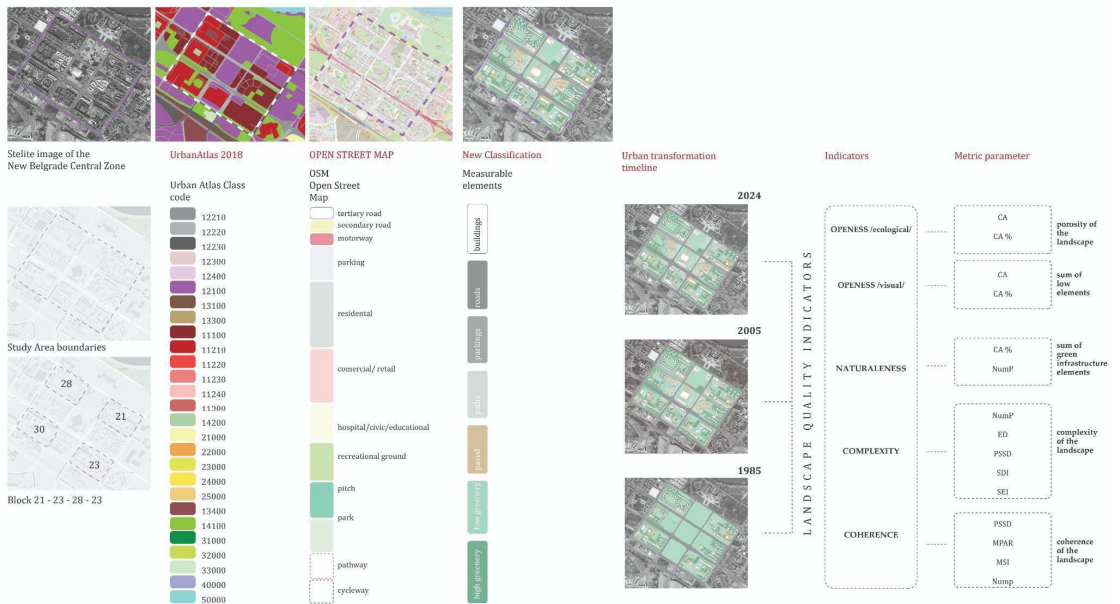 Stelite image of the
New Belgrade Central Zone
Study Area boundaries
28
21
30
23
Block 21 - 23 - 28 - 23
UrbanAtlas 2018
Urban Atlas Class
code
12210
12220
12230
12300
12400
12100
13100
13300
11100
11210
11220
11230
11240
11300
14200
21000
22000
23000
24000
25000
13400
14100
31000
32000
33000
40000
50000
OPEN STREET MAP
OSM
Open Street
Map
tertiary road
secondary road
motorway
parking
residental
comercial/ retail
hospital/civic/educational
recreational ground
pitch
park
pathway
cycleway
New Classification
Measurable
elements
buildings
roads
parkings
paths
paved
low greenery
high greenery
Urban transformation
timeline
2024
2005
1985
LANDSCAPE QUALITY INDICATORS
Indicators
OPENESS /ecological/
OPENESS /visual/
NATURALENESS
COMPLEXITY
COHERENCE
Metric parameter
CA
CA %
porosity of
the
landscape
CA
CA %
sum of
low
elements
CA %
NumP
sum of
green
infrastructure
elements
NumP
ED
PSSD
SDI
SEI
complexity
of the
landscape
PSSD
MPAR
MSI
Nump
coherence
of the
landscape